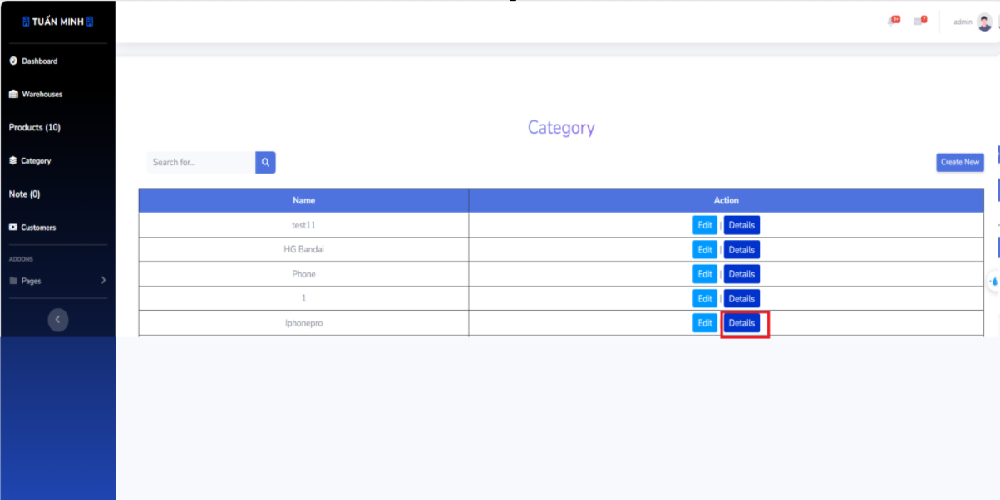 TUẤN MINH
3+
7
admin
Dashboard
Warehouses
Products (10)
Category
Note (0)
Customers
ADDONS
Pages
Category
Search for...
Create New
Name Action
test11 Edit | Details
HG Bandai Edit | Details
Phone Edit | Details
1 Edit | Details
Iphonepro Edit | Details